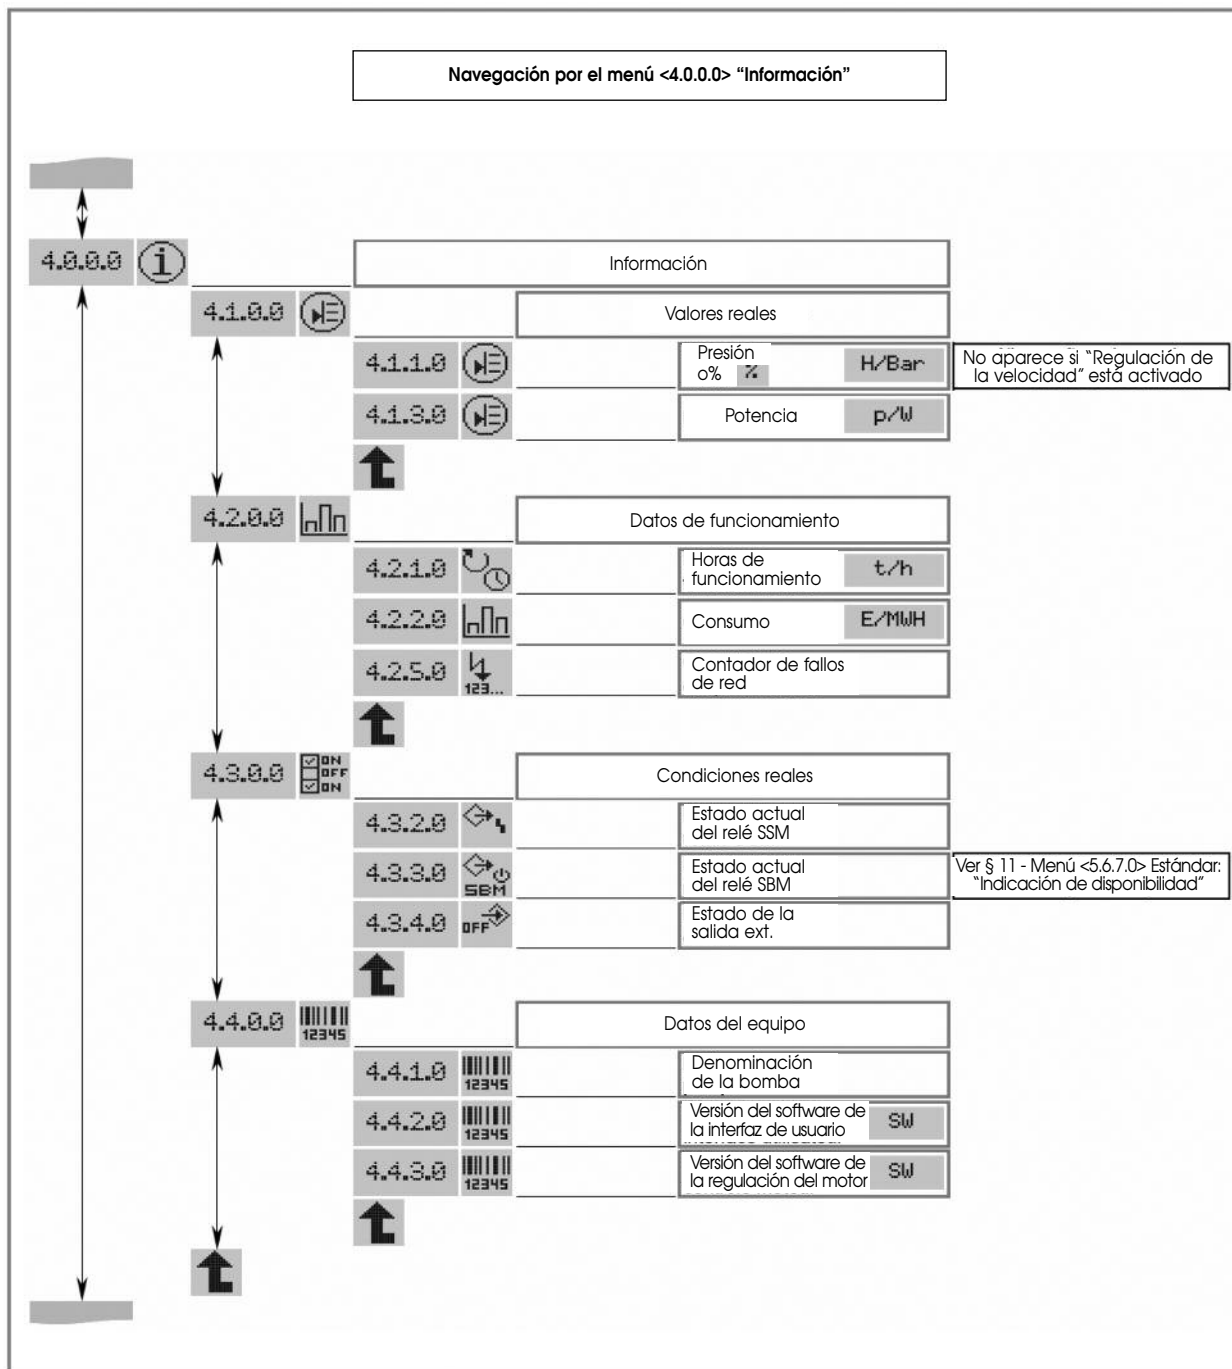 Navegación por el menú <4.0.0.0> “Información”
4.0.0.0 i Información
4.1.0.0 Valores reales
4.1.1.0 Presión
o% % H/Bar
No aparece si “Regulación de
la velocidad” está activado
4.1.3.0 Potencia p/W
4.2.0.0 Datos de funcionamiento
4.2.1.0 Horas de
funcionamiento t/h
4.2.2.0 Consumo E/MWH
4.2.5.0 123... Contador de fallos
de red
4.3.0.0 ON
OFF
ON
Condiciones reales
4.3.2.0 Estado actual
del relé SSM
4.3.3.0 SBM Estado actual
del relé SBM
Ver § 11 - Menú <5.6.7.0> Estándar:
“Indicación de disponibilidad”
4.3.4.0 OFF Estado de la
salida ext.
4.4.0.0 12345 Datos del equipo
4.4.1.0 12345 Denominación
de la bomba
4.4.2.0 12345 Versión del software de
la interfaz de usuario SW
4.4.3.0 12345 Versión del software de
la regulación del motor SW